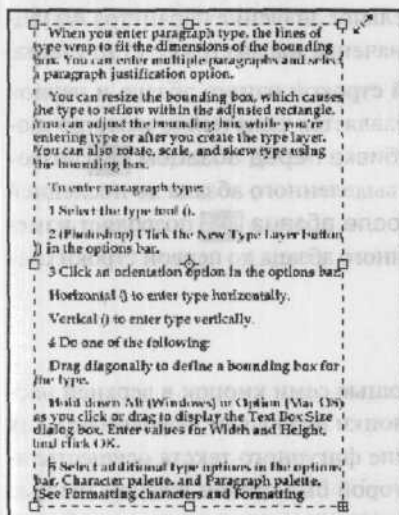 When you enter paragraph type, the lines of
type wrap to fit the dimensions of the bounding
box. You can enter multiple paragraphs and select
a paragraph justification option.
You can resize the bounding box, which causes
the type to reflow within the adjusted rectangle.
You can adjust the bounding box while you're
entering type or after you create the type layer.
You can also rotate, scale, and skew type using
the bounding box.
To enter paragraph type:
1 Select the type tool ().
2 (Photoshop) Click the New Type Layer button
() in the options bar.
3 Click an orientation option in the options bar:
Horizontal () to enter type horizontally.
Vertical () to enter type vertically.
4 Do one of the following:
Drag diagonally to define a bounding box for
the type.
Hold down Alt (Windows) or Option (Mac OS)
as you click or drag to display the Text Box Size
dialog box. Enter values for Width and Height,
and click OK.
5 Select additional type options in the options
bar, Character palette, and Paragraph palette.
(See Formatting characters and Formatting